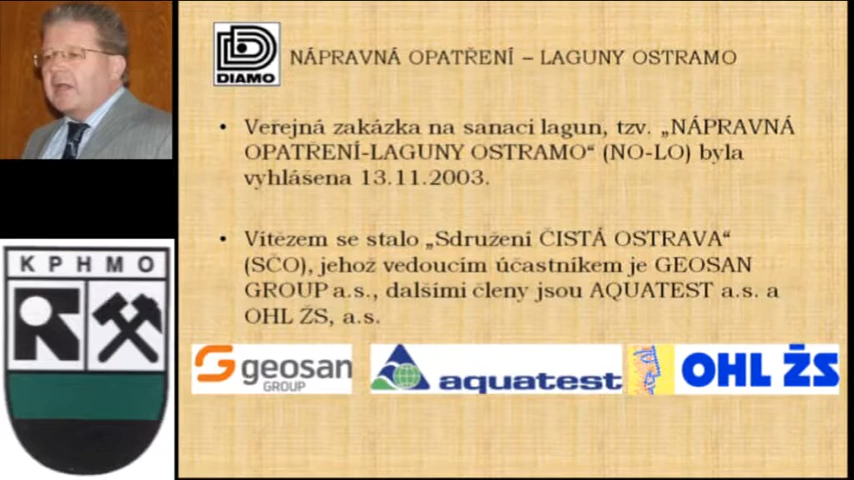 DIAMO
NÁPRAVNÁ OPATŘENÍ – LAGUNY OSTRAMO
• Veřejná zakázka na sanaci lagun, tzv. „NÁPRAVNÁ
OPATŘENÍ-LAGUNY OSTRAMO“ (NO-LO) byla
vyhlášena 13.11.2003.
• Vítězem se stalo „Sdružení ČISTÁ OSTRAVA“
(SČO), jehož vedoucím účastníkem je GEOSAN
GROUP a.s., dalšími členy jsou AQUATEST a.s. a
OHL ŽS, a.s.
KPHMO
geosan
GROUP
aquatest
OHL ŽS